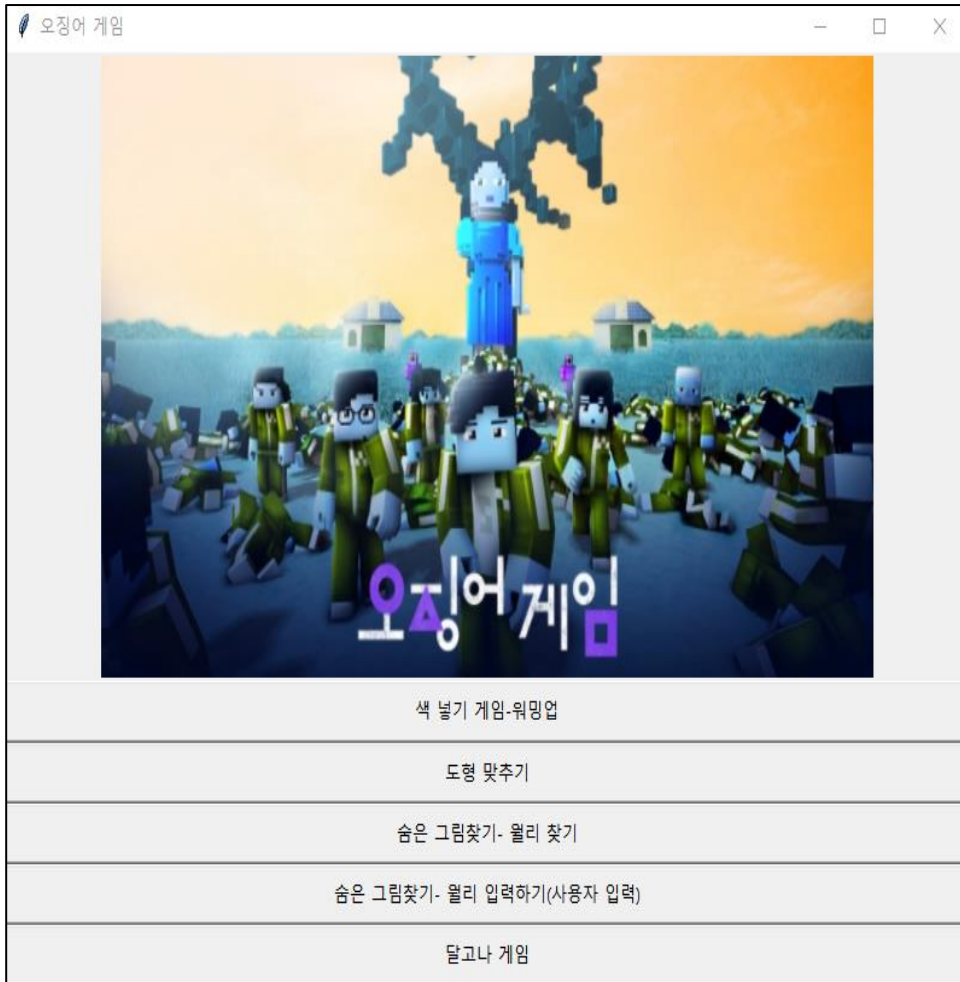 오징어 게임
오징어 게임
색 넣기 게임-워밍업
도형 맞추기
숨은 그림찾기- 월리 찾기
숨은 그림찾기- 월리 입력하기(사용자 입력)
달고나 게임